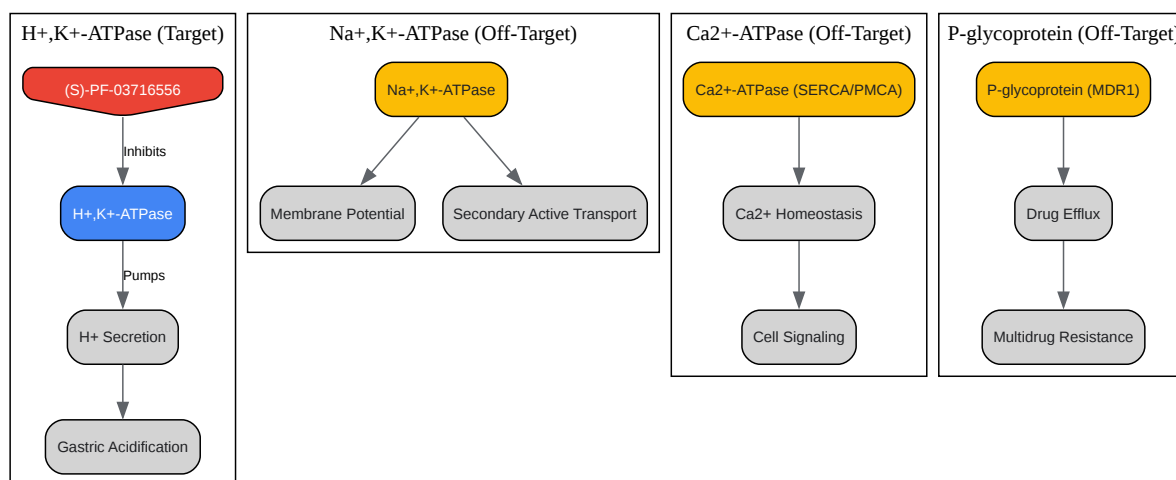 H+,K+-ATPase (Target)
(S)-PF-03716556
Inhibits
H+,K+-ATPase
Pumps
H+ Secretion
Gastric Acidification
Na+,K+-ATPase (Off-Target)
Na+,K+-ATPase
Membrane Potential
Secondary Active Transport
Ca2+-ATPase (Off-Target)
Ca2+-ATPase (SERCA/PMCA)
Ca2+ Homeostasis
Cell Signaling
P-glycoprotein (Off-Target)
P-glycoprotein (MDR1)
Drug Efflux
Multidrug Resistance